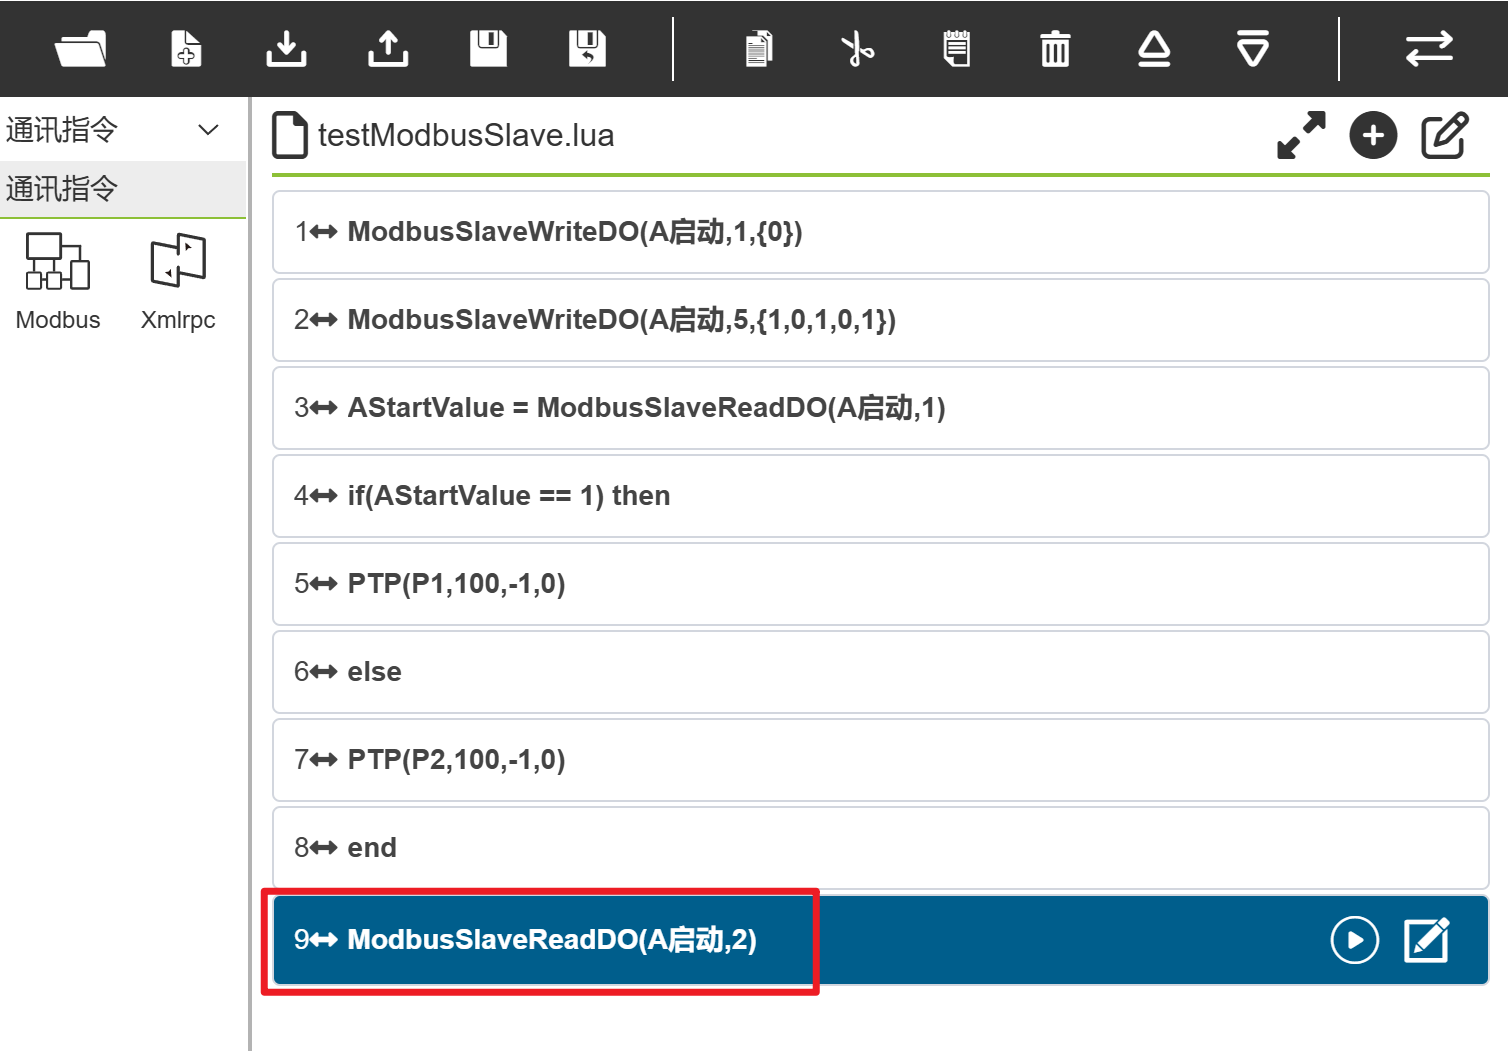 通讯指令
通讯指令
Modbus
Xmlrpc
testModbusSlave.lua
1 ModbusSlaveWriteDO(A启动,1,{0})
2 ModbusSlaveWriteDO(A启动,5,{1,0,1,0,1})
3 AStartValue = ModbusSlaveReadDO(A启动,1)
4 if(AStartValue == 1) then
5 PTP(P1,100,-1,0)
6 else
7 PTP(P2,100,-1,0)
8 end
9 ModbusSlaveReadDO(A启动,2)